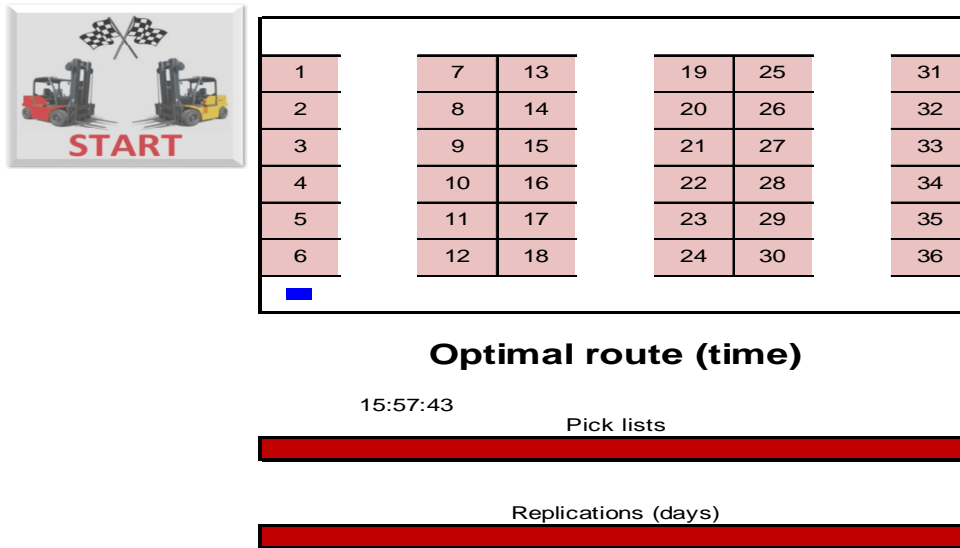 START
1 7 13 19 25 31
2 8 14 20 26 32
3 9 15 21 27 33
4 10 16 22 28 34
5 11 17 23 29 35
6 12 18 24 30 36
Optimal route (time)
15:57:43
Pick lists
Replications (days)